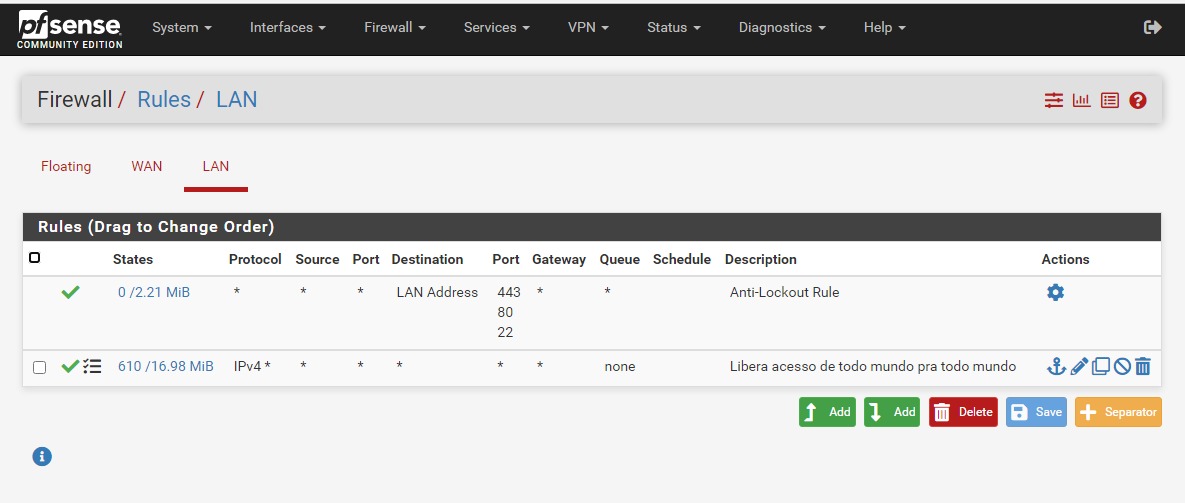 pfsense
COMMUNITY EDITION
System Interfaces Firewall Services VPN Status Diagnostics Help
Firewall / Rules / LAN
Floating WAN LAN
Rules (Drag to Change Order)
States Protocol Source Port Destination Port Gateway Queue Schedule Description Actions
0 /2.21 MiB * * * LAN Address 443 * * Anti-Lockout Rule
80
22
610 /16.98 MiB IPv4 * * * * * * none Libera acesso de todo mundo pra todo mundo
Add Add Delete Save Separator